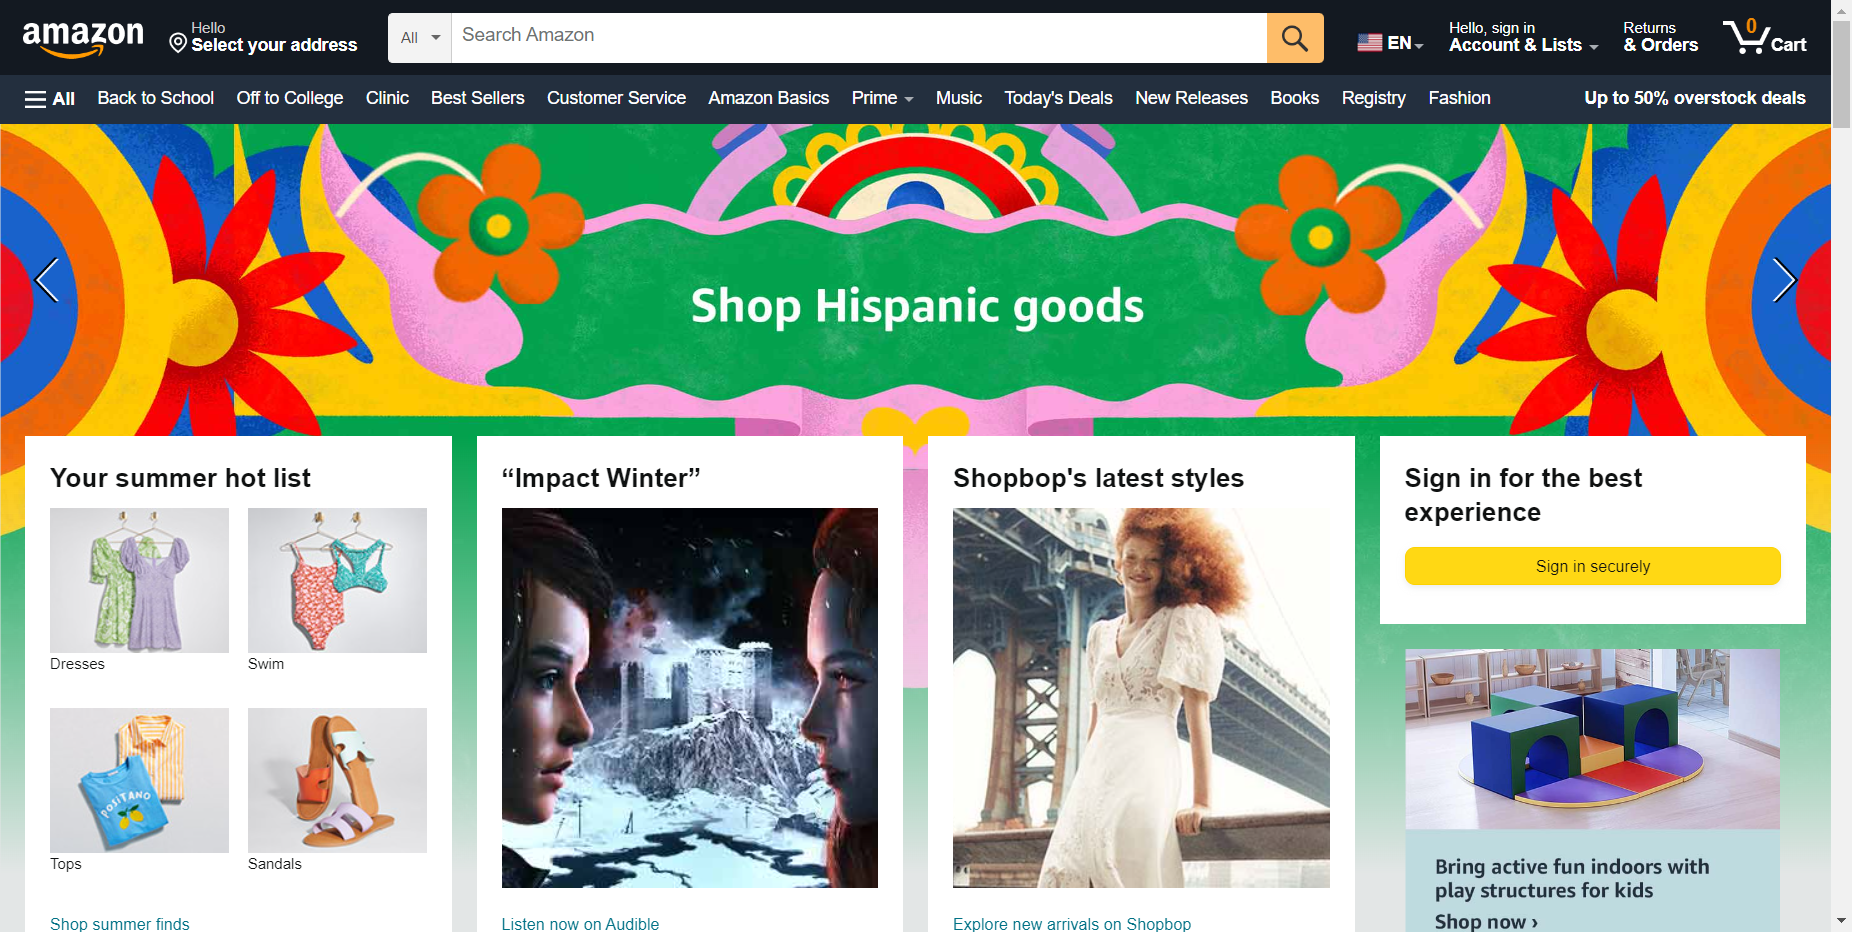 amazon
Hello
Select your address
All
Search Amazon
EN
Hello, sign in
Account & Lists
Returns
& Orders
0
Cart
All
Back to School
Off to College
Clinic
Best Sellers
Customer Service
Amazon Basics
Prime
Music
Today's Deals
New Releases
Books
Registry
Fashion
Up to 50% overstock deals
Shop Hispanic goods
Your summer hot list
Dresses
Swim
POSITANO
Tops
Sandals
Shop summer finds
“Impact Winter”
Listen now on Audible
Shopbop's latest styles
Explore new arrivals on Shopbop
Sign in for the best
experience
Sign in securely
Bring active fun indoors with
play structures for kids
Shop now ›